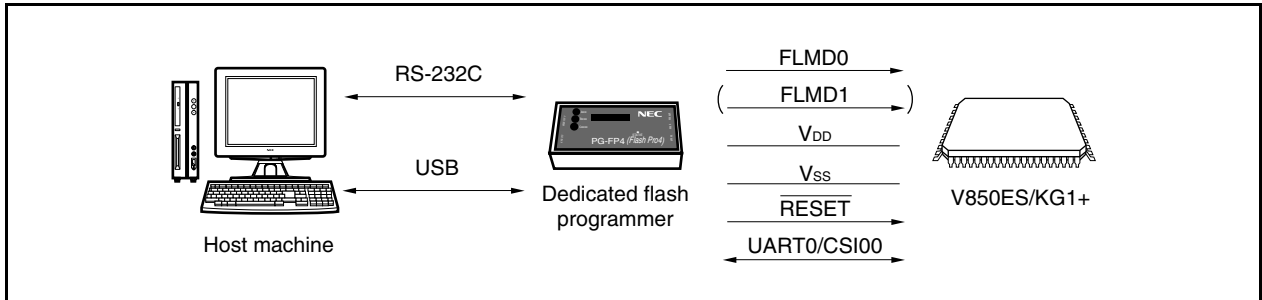 RS-232C
USB
Host machine
NEC
PG-FP4 (Flash Pro4)
Dedicated flash
programmer
FLMD0
( FLMD1 )
VDD
VSS
RESET
UART0/CSI00
V850ES/KG1+